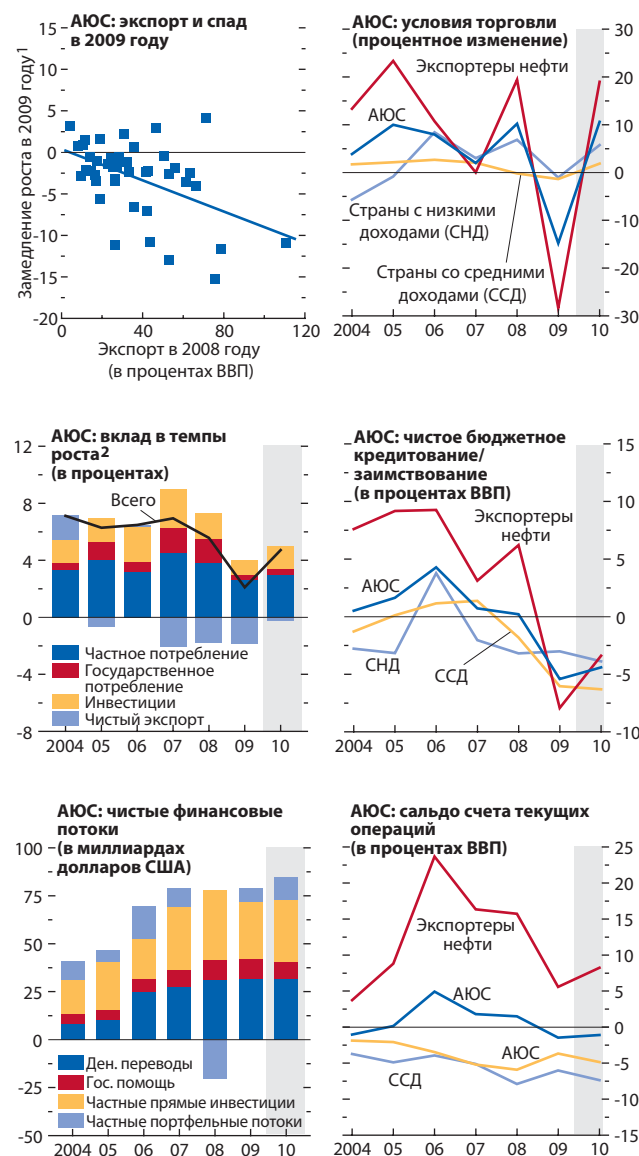 АЮС: экспорт и спад
в 2009 году
15
10
5
0
-5
-10
-15
-20
Замедление роста в 2009 году1
0
40
80
120
Экспорт в 2008 году
(в процентах ВВП)
АЮС: условия торговли
(процентное изменение)
Экспортеры нефти
АЮС
Страны с низкими
доходами (СНД)
Страны со средними
доходами (ССД)
30
20
10
0
-10
-20
-30
2004 05 06 07 08 09 10
АЮС: вклад в темпы
роста2
(в процентах)
Всего
12
8
4
0
-4
-8
Частное потребление
Государственное
потребление
Инвестиции
Чистый экспорт
2004 05 06 07 08 09 10
АЮС: чистое бюджетное
кредитование/
заимствование
(в процентах ВВП)
Экспортеры
нефти
АЮС
СНД
ССД
15
10
5
0
-5
-10
2004 05 06 07 08 09 10
АЮС: чистые финансовые
потоки
(в миллиардах
долларов США)
100
75
50
25
0
-25
-50
Ден. переводы
Гос. помощь
Частные прямые инвестиции
Частные портфельные потоки
2004 05 06 07 08 09 10
АЮС: сальдо счета текущих
операций
(в процентах ВВП)
Экспортеры
нефти
АЮС
АЮС
ССД
25
20
15
10
5
0
-5
-10
-15
2004 05 06 07 08 09 10